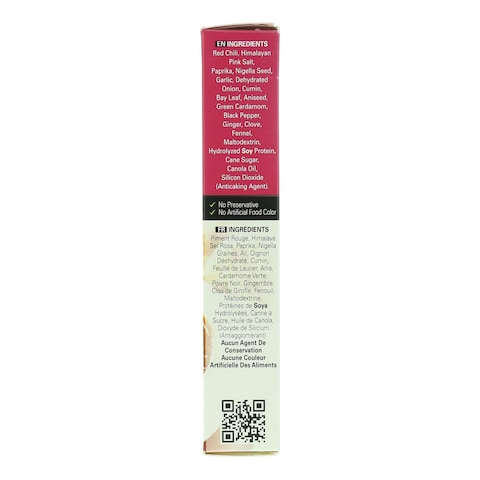 EN INGREDIENTS
Red Chili, Himalayan
Pink Salt,
Paprika, Nigella Seed,
Garlic, Dehydrated
Onion, Cumin,
Bay Leaf, Aniseed,
Green Cardamom,
Black Pepper,
Ginger, Clove,
Fennel,
Maltodextrin,
Hydrolyzed Soy Protein,
Cane Sugar,
Canola Oil,
Silicon Dioxide
(Anticaking Agent).
✓ No Preservative
✓ No Artificial Food Color
FR INGRÉDIENTS
Piment Rouge, Himalaya
Sel Rosa, Paprika, Nigella
Graines, Ail, Oignon
Déshydraté, Cumin,
Feuille de Laurier, Anis,
Cardamome Verte,
Poivre Noir, Gingembre,
Clou de Girofle, Fenouil,
Maltodextrine,
Protéines de Soya
Hydrolysées, Canne à
Sucre, Huile de Canola,
Dioxyde de Silicium
(Antiagglomérant).
Aucun Agent De
Conservation
Aucune Couleur
Artificielle Des Aliments